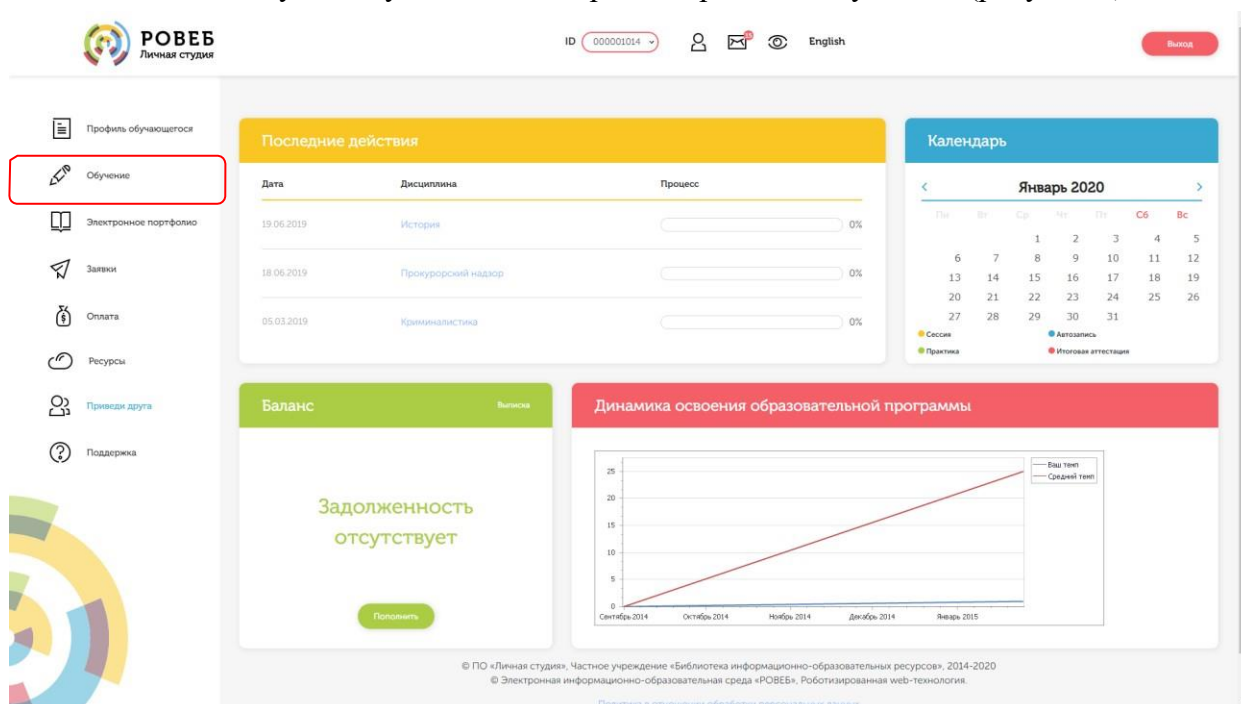 РОВЕБ
Личная студия
ID 000001014
English
Выход
Профиль обучающегося
Обучение
Электронное портфолио
Заявки
Оплата
Ресурсы
Приведи друга
Поддержка
Последние действия
Дата Дисциплина Процесс
19.06.2019 История 0%
18.06.2019 Прокурорский надзор 0%
05.03.2019 Криминалистика 0%
Календарь
Январь 2020
Пн Вт Ср Чт Пт Сб Вс
1 2 3 4 5
6 7 8 9 10 11 12
13 14 15 16 17 18 19
20 21 22 23 24 25 26
27 28 29 30 31
Сессия Автозапись
Практика Итоговая аттестация
Баланс Выписка
Задолженность
отсутствует
Пополнить
Динамика освоения образовательной программы
Ваш темп
Средний темп
25
20
15
10
5
0
Сентябрь 2014 Октябрь 2014 Ноябрь 2014 Декабрь 2014 Январь 2015
© ПО «Личная студия», Частное учреждение «Библиотека информационно-образовательных ресурсов», 2014-2020
© Электронная информационно-образовательная среда «РОВЕБ», Роботизированная web-технология.